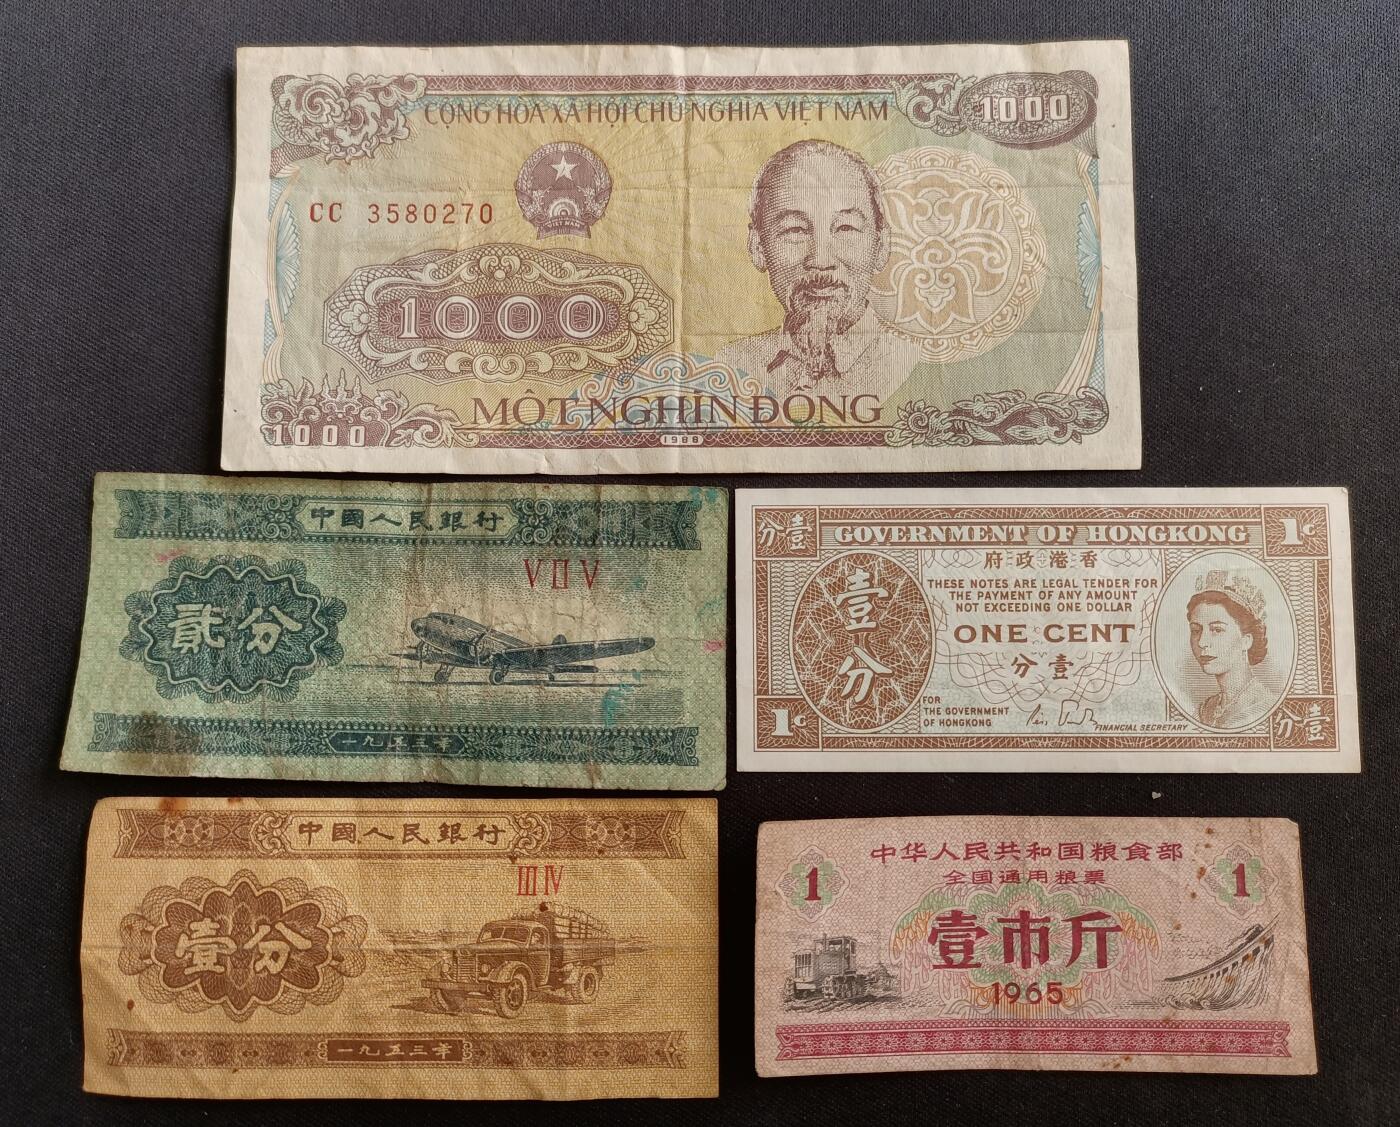 CỘNG HÒA XÃ HỘI CHỦ NGHĨA VIỆT NAM
1000
CC 3580270
VIỆT NAM
1000
MỘT NGHÌN ĐỒNG
1000
1988
中國人民銀行
V II V
貳分
一九五三年
分壹
GOVERNMENT OF HONGKONG
1c
府政港香
THESE NOTES ARE LEGAL TENDER FOR
THE PAYMENT OF ANY AMOUNT
NOT EXCEEDING ONE DOLLAR
壹分
ONE CENT
分壹
FOR
THE GOVERNMENT
OF HONGKONG
FINANCIAL SECRETARY
1c
分壹
中國人民銀行
III IV
壹分
一九五三年
中华人民共和国粮食部
全国通用粮票
1
1
壹市斤
1965